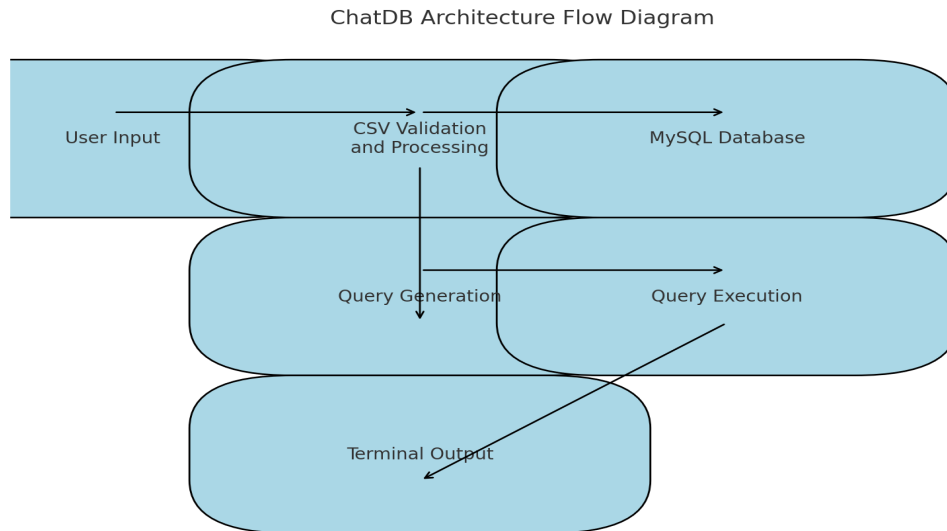 ChatDB Architecture Flow Diagram
User Input
CSV Validation
and Processing
MySQL Database
Query Generation
Query Execution
Terminal Output